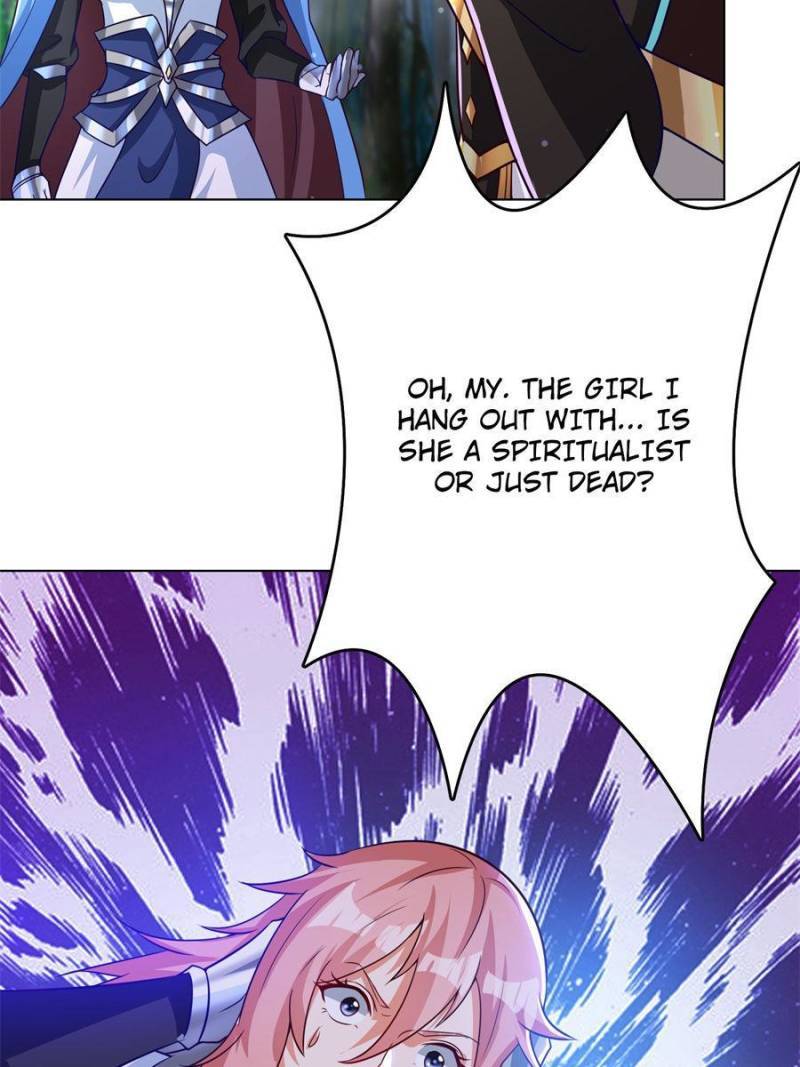 OH, MY. THE GIRL I
HANG OUT WITH... IS
SHE A SPIRITUALIST
OR JUST DEAD?